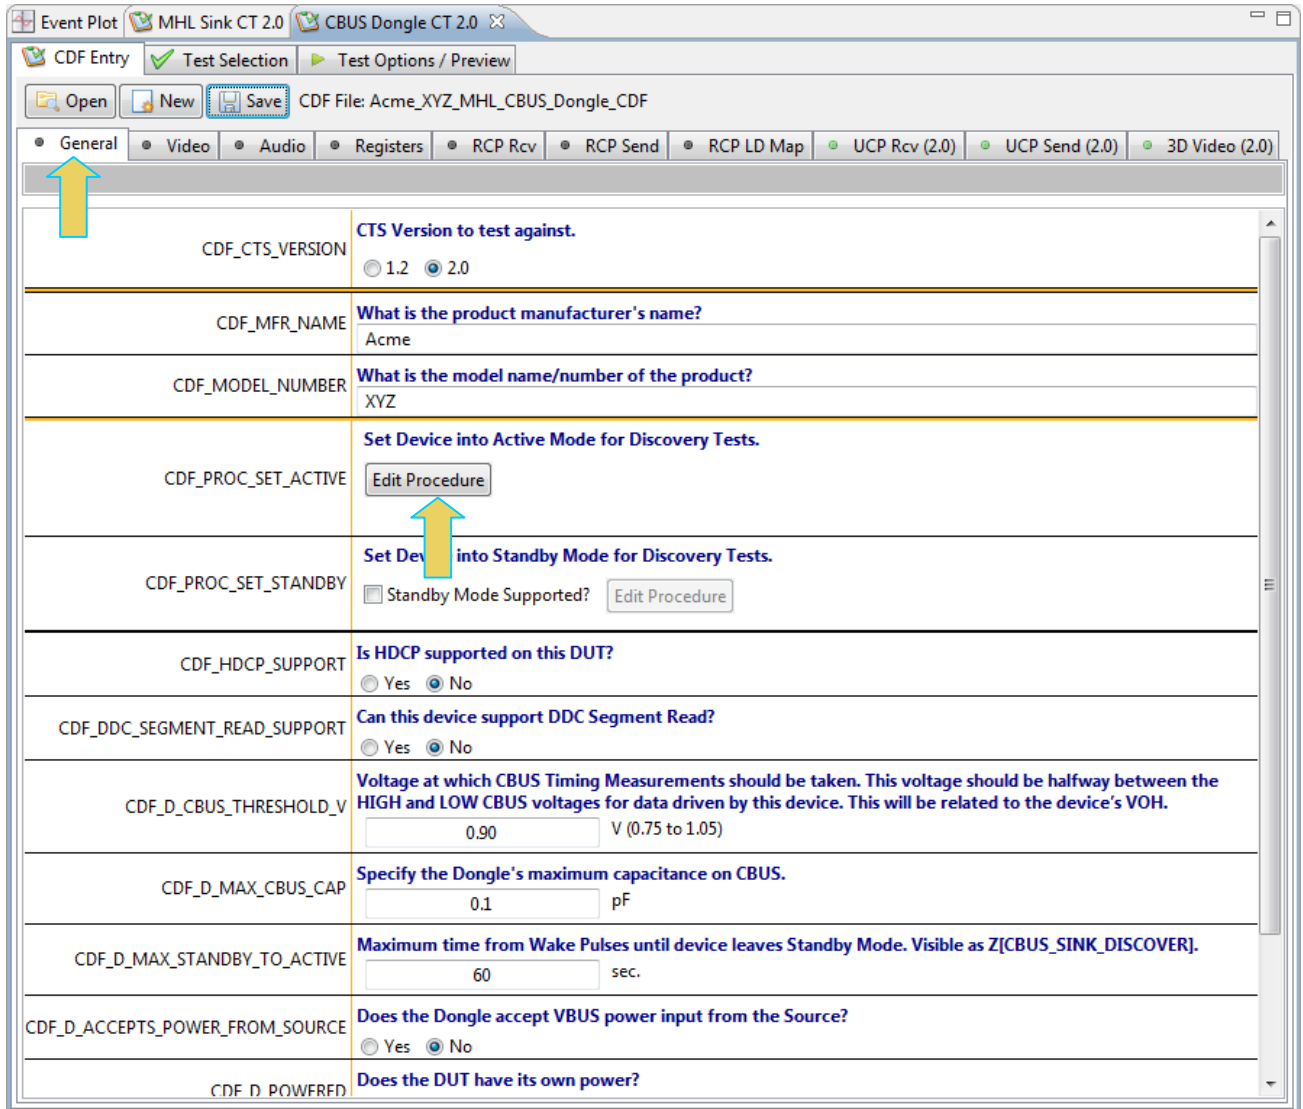 Event Plot MHL Sink CT 2.0 CBUS Dongle CT 2.0
CDF Entry Test Selection Test Options / Preview
Open New Save CDF File: Acme_XYZ_MHL_CBUS_Dongle_CDF
General Video Audio Registers RCP Rcv RCP Send RCP LD Map UCP Rcv (2.0) UCP Send (2.0) 3D Video (2.0)
CDF_CTS_VERSION
CTS Version to test against.
1.2 2.0
CDF_MFR_NAME
What is the product manufacturer's name?
Acme
CDF_MODEL_NUMBER
What is the model name/number of the product?
XYZ
CDF_PROC_SET_ACTIVE
Set Device into Active Mode for Discovery Tests.
Edit Procedure
CDF_PROC_SET_STANDBY
Set Device into Standby Mode for Discovery Tests.
Standby Mode Supported? Edit Procedure
CDF_HDCP_SUPPORT
Is HDCP supported on this DUT?
Yes No
CDF_DDC_SEGMENT_READ_SUPPORT
Can this device support DDC Segment Read?
Yes No
CDF_D_CBUS_THRESHOLD_V
Voltage at which CBUS Timing Measurements should be taken. This voltage should be halfway between the
HIGH and LOW CBUS voltages for data driven by this device. This will be related to the device's VOH.
0.90 V (0.75 to 1.05)
CDF_D_MAX_CBUS_CAP
Specify the Dongle's maximum capacitance on CBUS.
0.1 pF
CDF_D_MAX_STANDBY_TO_ACTIVE
Maximum time from Wake Pulses until device leaves Standby Mode. Visible as Z[CBUS_SINK_DISCOVER].
60 sec.
CDF_D_ACCEPTS_POWER_FROM_SOURCE
Does the Dongle accept VBUS power input from the Source?
Yes No
CDF_D_POWERED
Does the DUT have its own power?